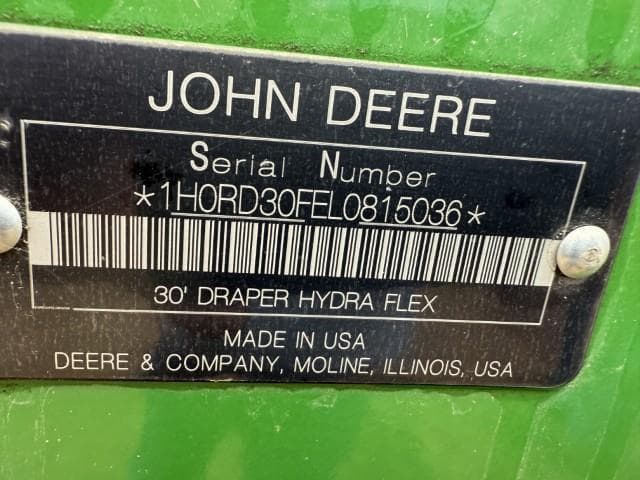 JOHN DEERE
Serial Number
*1H0RD30FEL0815036*
30' DRAPER HYDRA FLEX
MADE IN USA
DEERE & COMPANY, MOLINE, ILLINOIS, USA